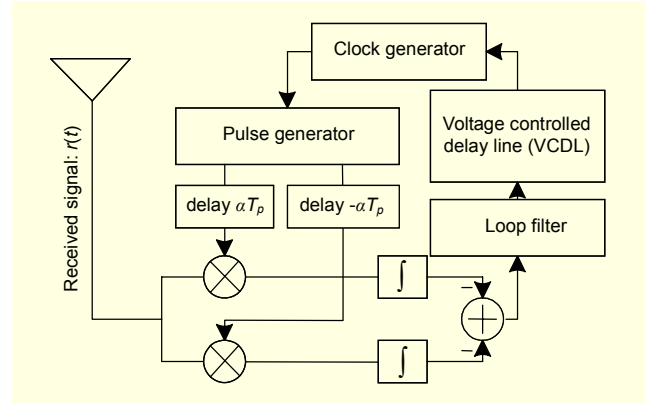 Clock generator
Pulse generator
Voltage controlled
delay line (VCDL)
delay αTp
delay -αTp
Loop filter
Received signal: r(t)
∫
−
+
−
∫